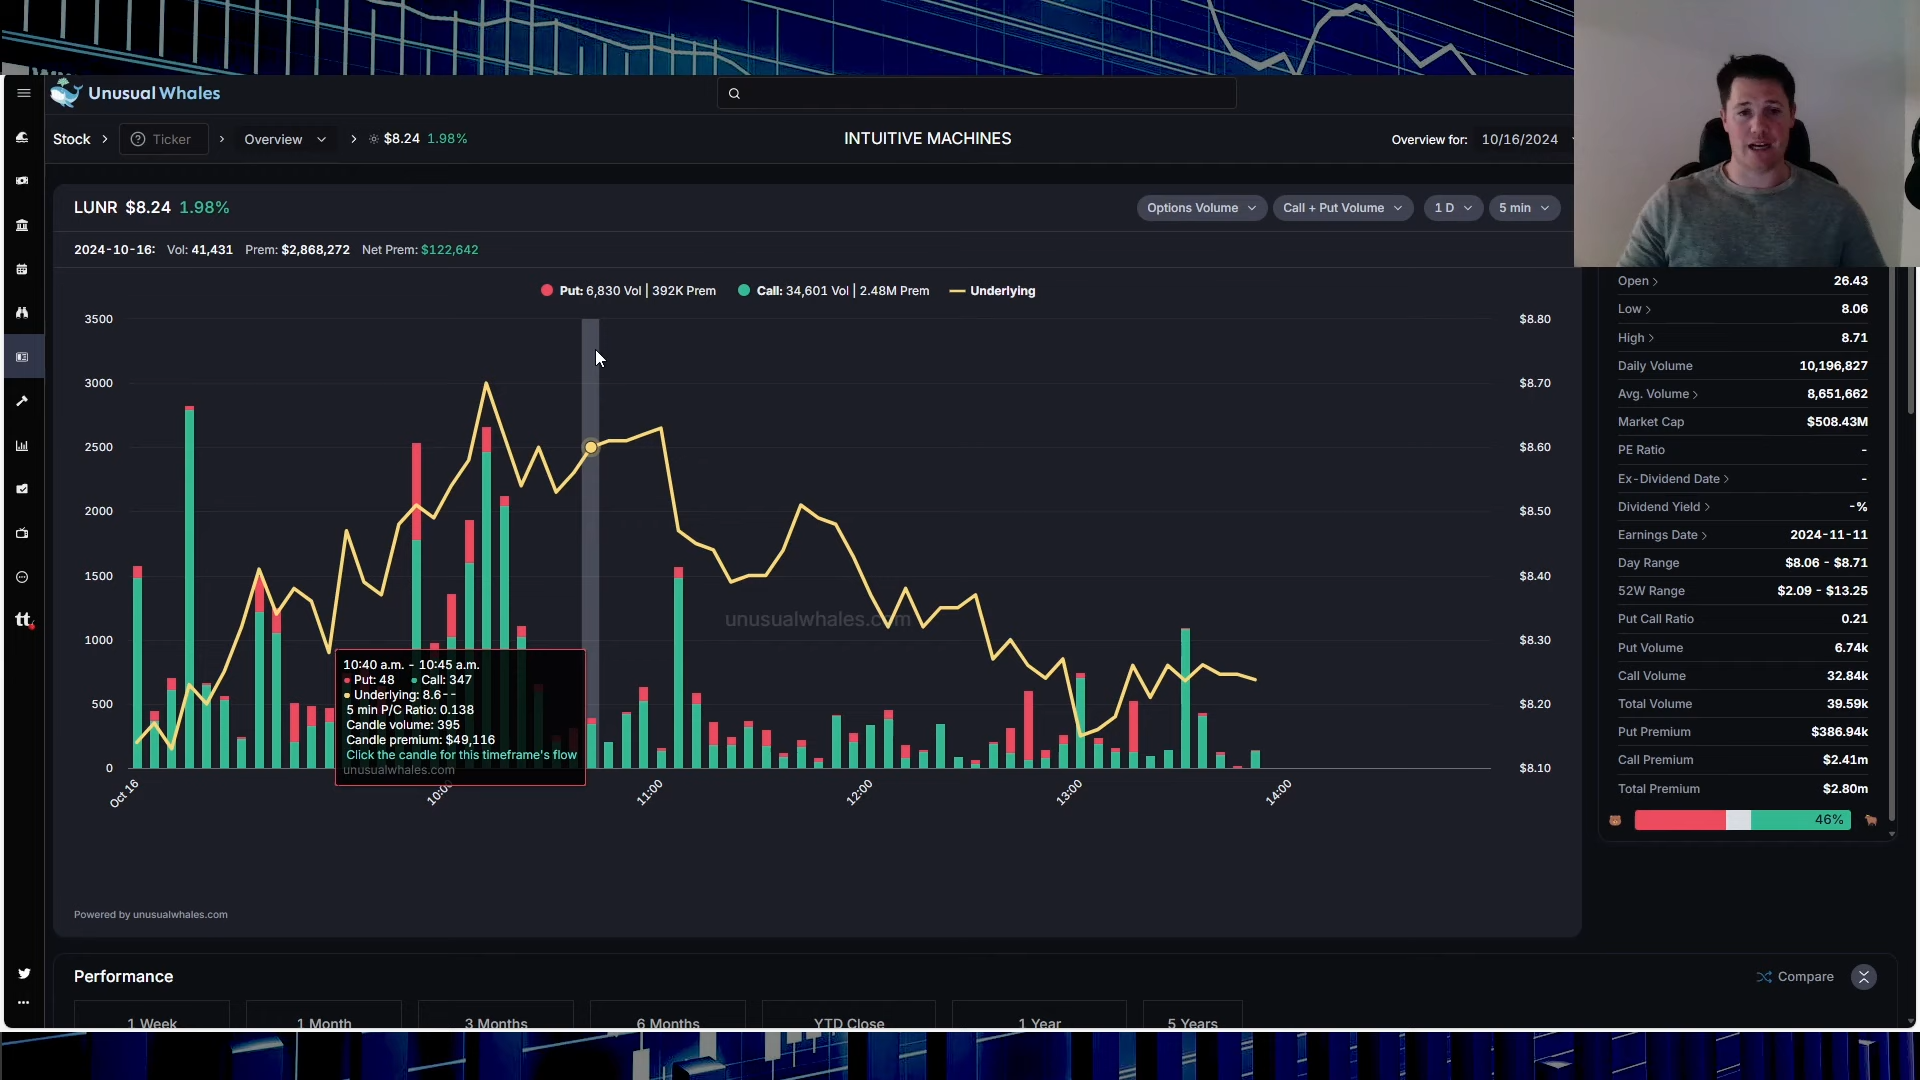 Unusual Whales
Stock > Ticker > Overview > $8.24 1.98%
INTUITIVE MACHINES
Overview for: 10/16/2024
LUNR $8.24 1.98%
Options Volume
Call + Put Volume
1 D
5 min
2024-10-16: Vol: 41,431 Prem: $2,868,272 Net Prem: $122,642
Put: 6,830 Vol | 392K Prem Call: 34,601 Vol | 2.48M Prem Underlying
3500
3000
2500
2000
1500
1000
500
0
$8.80
$8.70
$8.60
$8.50
$8.40
$8.30
$8.20
$8.10
unusualwhales.com
10:40 a.m. - 10:45 a.m.
Put: 48 Call: 347
Underlying: 8.6--
5 min P/C Ratio: 0.138
Candle volume: 395
Candle premium: $49,116
Click the candle for this timeframe's flow
unusualwhales.com
Oct 16
11:00
12:00
13:00
14:00
Powered by unusualwhales.com
Open > 26.43
Low > 8.06
High > 8.71
Daily Volume 10,196,827
Avg. Volume > 8,651,662
Market Cap $508.43M
PE Ratio -
Ex-Dividend Date > -
Dividend Yield > -%
Earnings Date > 2024-11-11
Day Range $8.06 - $8.71
52W Range $2.09 - $13.25
Put Call Ratio 0.21
Put Volume 6.74k
Call Volume 32.84k
Total Volume 39.59k
Put Premium $386.94k
Call Premium $2.41m
Total Premium $2.80m
46%
tt
Performance
Compare
1 Week
1 Month
3 Months
6 Months
YTD Close
1 Year
5 Years